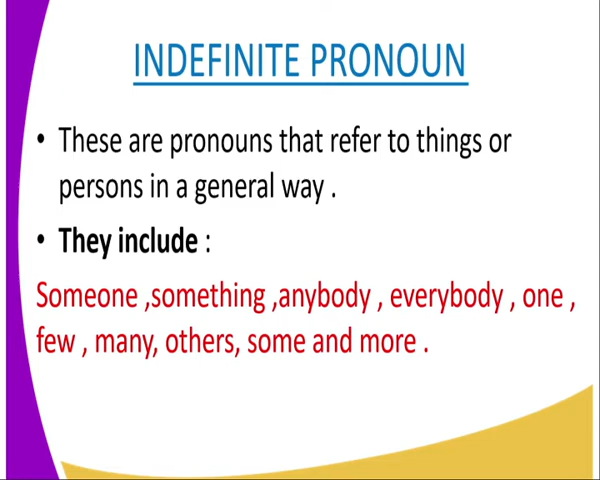 INDEFINITE PRONOUN
• These are pronouns that refer to things or
persons in a general way .
• They include :
Someone ,something ,anybody , everybody , one ,
few , many, others, some and more .